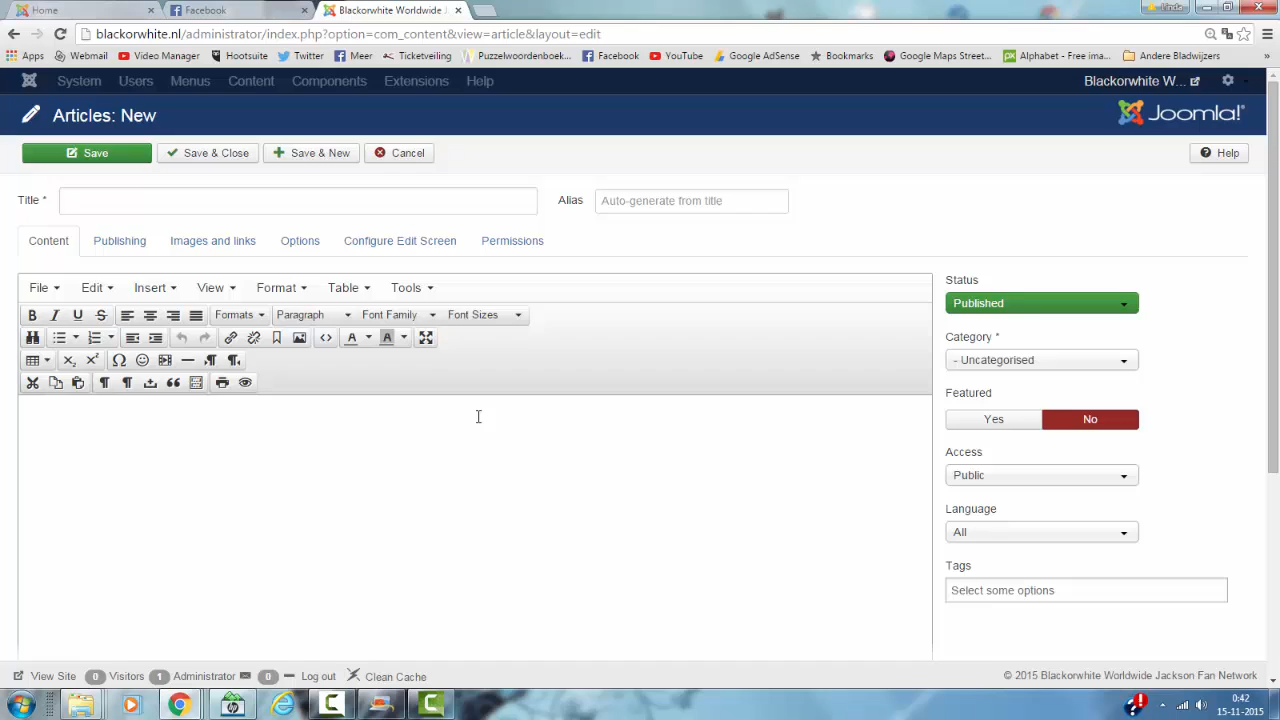 Home
Facebook
Blackorwhite Worldwide J
Linda
blackorwhite.nl/administrator/index.php?option=com_content&view=article&layout=edit
Apps Webmail Video Manager Hootsuite Twitter Meer Ticketveiling Puzzelwoordenboek... Facebook YouTube Google AdSense Bookmarks Google Maps Street... Alphabet - Free ima... Andere Bladwijzers
System Users Menus Content Components Extensions Help Blackorwhite W...
Articles: New Joomla!
Save Save & Close Save & New Cancel Help
Title * Alias Auto-generate from title
Content Publishing Images and links Options Configure Edit Screen Permissions
File Edit Insert View Format Table Tools
Formats Paragraph Font Family Font Sizes
Status
Published
Category *
- Uncategorised
Featured
Yes No
Access
Public
Language
All
Tags
Select some options
View Site 0 Visitors 1 Administrator 0 Log out Clean Cache © 2015 Blackorwhite Worldwide Jackson Fan Network
0:42
15-11-2015